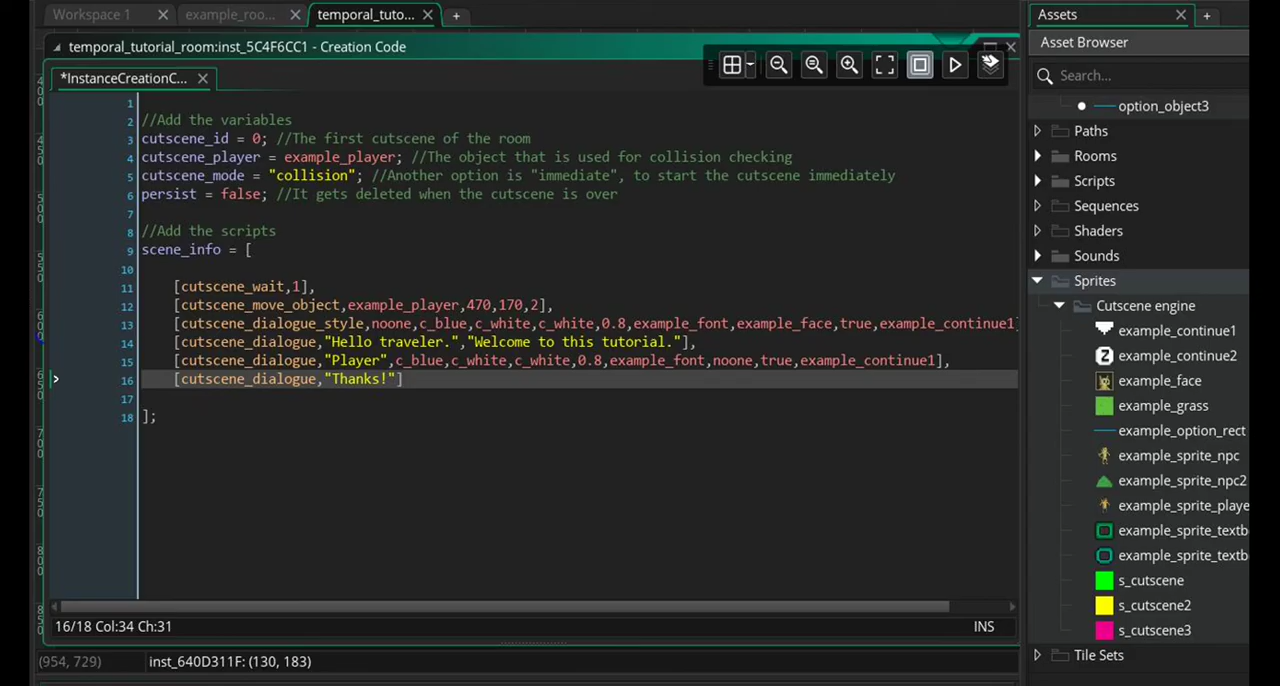 Workspace 1
example_roo...
temporal_tuto...
temporal_tutorial_room:inst_5C4F6CC1 - Creation Code
*InstanceCreationC...
1
2 //Add the variables
3 cutscene_id = 0; //The first cutscene of the room
4 cutscene_player = example_player; //The object that is used for collision checking
5 cutscene_mode = "collision"; //Another option is "immediate", to start the cutscene immediately
6 persist = false; //It gets deleted when the cutscene is over
7
8 //Add the scripts
9 scene_info = [
10
11 [cutscene_wait,1],
12 [cutscene_move_object,example_player,470,170,2],
13 [cutscene_dialogue_style,noone,c_blue,c_white,c_white,0.8,example_font,example_face,true,example_continue1]
14 [cutscene_dialogue,"Hello traveler.","Welcome to this tutorial."],
15 [cutscene_dialogue,"Player",c_blue,c_white,c_white,0.8,example_font,noone,true,example_continue1],
16 [cutscene_dialogue,"Thanks!"]
17
18 ];
16/18 Col:34 Ch:31
INS
(954, 729)
inst_640D311F: (130, 183)
Assets
Asset Browser
Search...
option_object3
Paths
Rooms
Scripts
Sequences
Shaders
Sounds
Sprites
Cutscene engine
example_continue1
Z example_continue2
example_face
example_grass
example_option_rect
example_sprite_npc
example_sprite_npc2
example_sprite_playe
example_sprite_textb
example_sprite_textb
s_cutscene
s_cutscene2
s_cutscene3
Tile Sets